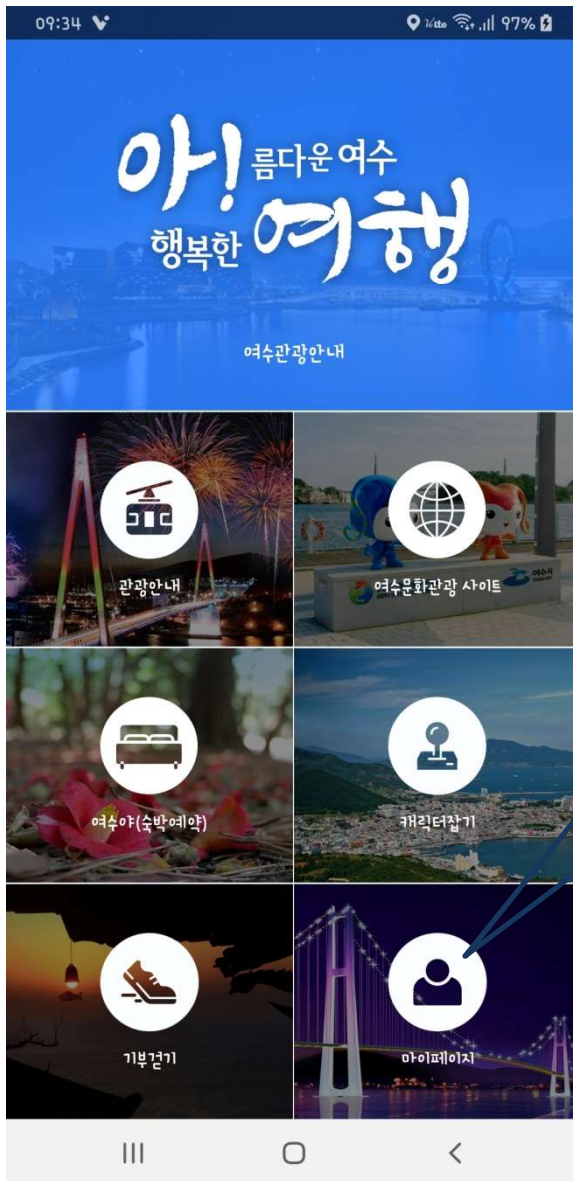 09:34 97%
아!름다운 여수
행복한 여행
여수관광안내
관광안내
여수문화관광 사이트
여수야(숙박예약)
캐릭터잡기
기부걷기
마이페이지